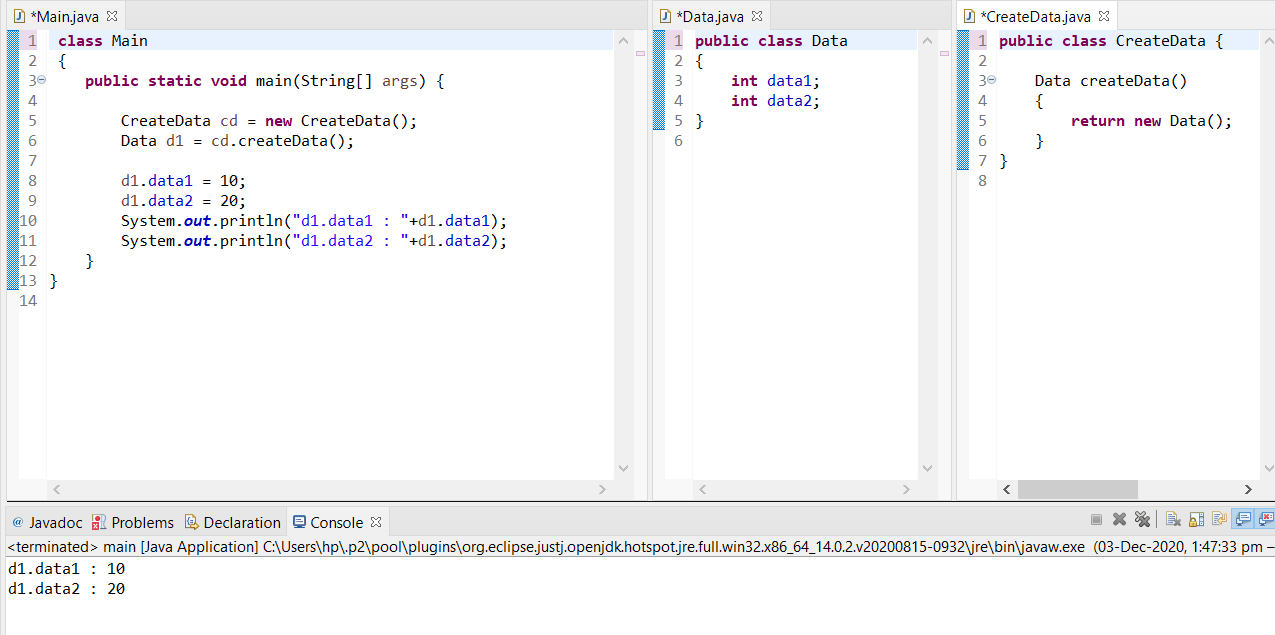 *Main.java
1 class Main
2 {
3 public static void main(String[] args) {
4
5 CreateData cd = new CreateData();
6 Data d1 = cd.createData();
7
8 d1.data1 = 10;
9 d1.data2 = 20;
10 System.out.println("d1.data1 : "+d1.data1);
11 System.out.println("d1.data2 : "+d1.data2);
12 }
13 }
14
*Data.java
1 public class Data
2 {
3 int data1;
4 int data2;
5 }
6
*CreateData.java
1 public class CreateData {
2
3 Data createData()
4 {
5 return new Data();
6 }
7 }
8
@ Javadoc Problems Declaration Console
<terminated> main [Java Application] C:\Users\hp\.p2\pool\plugins\org.eclipse.justj.openjdk.hotspot.jre.full.win32.x86_64_14.0.2.v20200815-0932\jre\bin\javaw.exe (03-Dec-2020, 1:47:33 pm –
d1.data1 : 10
d1.data2 : 20